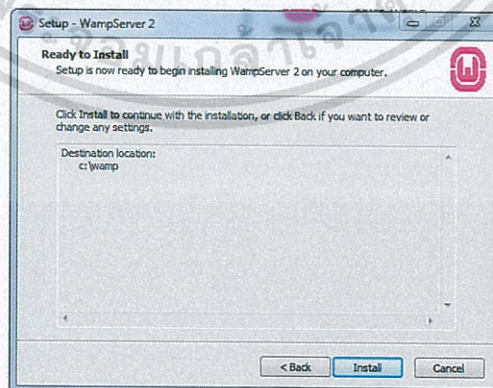 Setup - WampServer 2
Ready to Install
Setup is now ready to begin installing WampServer 2 on your computer.
Click Install to continue with the installation, or click Back if you want to review or
change any settings.
Destination location:
c:\wamp
< Back
Install
Cancel